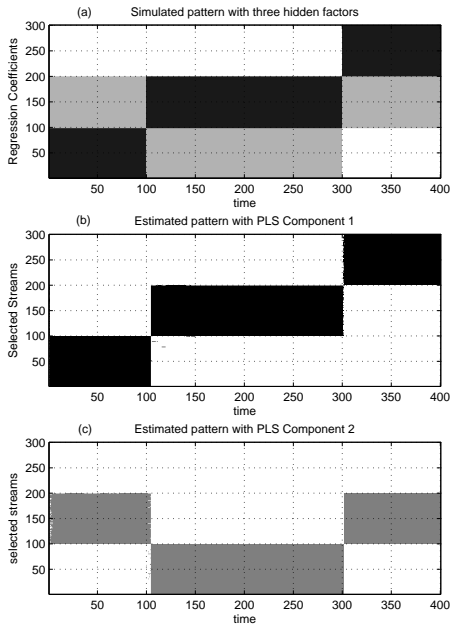 (a) Simulated pattern with three hidden factors
Regression Coefficients
300
250
200
150
100
50
50 100 150 200 250 300 350 400
time
(b) Estimated pattern with PLS Component 1
Selected Streams
300
250
200
150
100
50
50 100 150 200 250 300 350 400
time
(c) Estimated pattern with PLS Component 2
selected streams
300
250
200
150
100
50
50 100 150 200 250 300 350 400
time